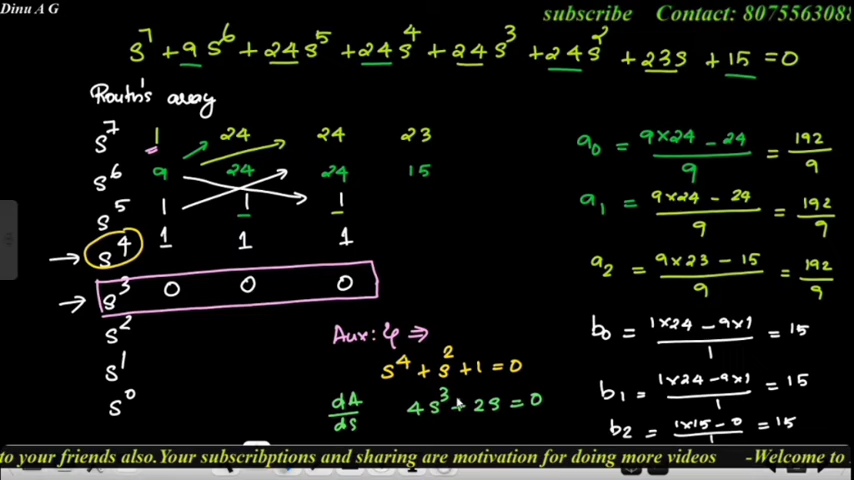 Dinu A G
subscribe Contact: 8075563088
s⁷ + 9s⁶ + 24s⁵ + 24s⁴ + 24s³ + 24s² + 23s + 15 = 0
Routh's array
s⁷ 1 24 24 23
s⁶ 9 24 24 15
s⁵ 1 1 1
→ s⁴ 1 1 1
→ s³ 0 0 0
s²
s¹
s⁰
Aux: ⇒
s⁴ + s² + 1 = 0
dA/ds 4s³ + 2s = 0
a₀ = (9×24 - 24)/9 = 192/9
a₁ = (9×24 - 24)/9 = 192/9
a₂ = (9×23 - 15)/9 = 192/9
b₀ = (1×24 - 9×1)/1 = 15
b₁ = (1×24 - 9×1)/1 = 15
b₂ = (1×15 - 0)/1 = 15
to your friends also.Your subscribptions and sharing are motivation for doing more videos -Welcome to